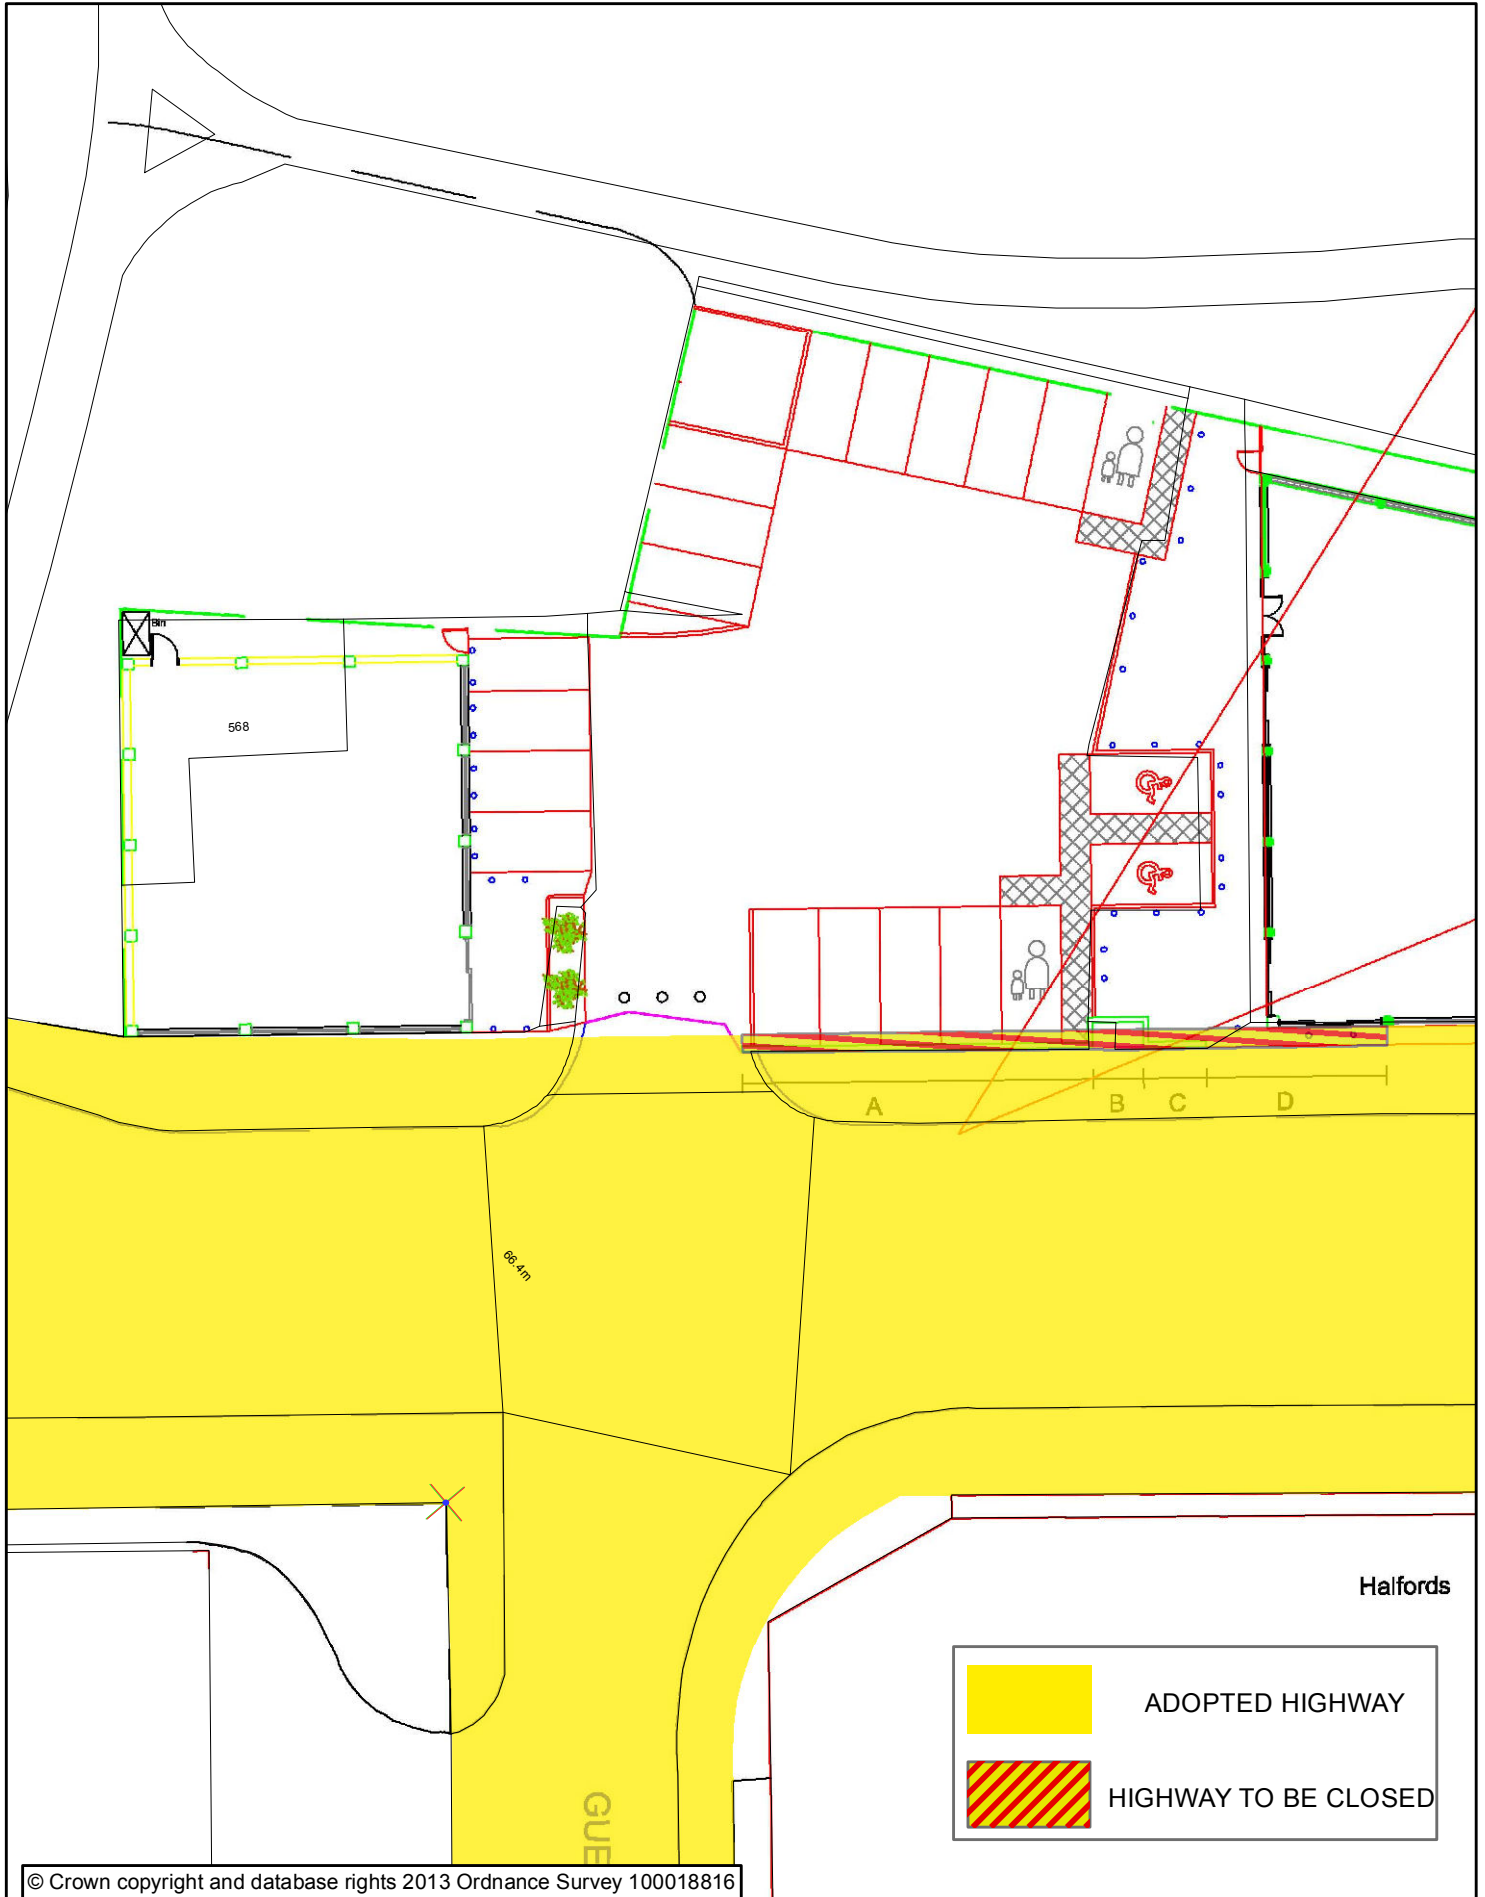 Bin
568
A
B
C
D
66.4m
Halfords
ADOPTED HIGHWAY
HIGHWAY TO BE CLOSED
GUE
© Crown copyright and database rights 2013 Ordnance Survey 100018816